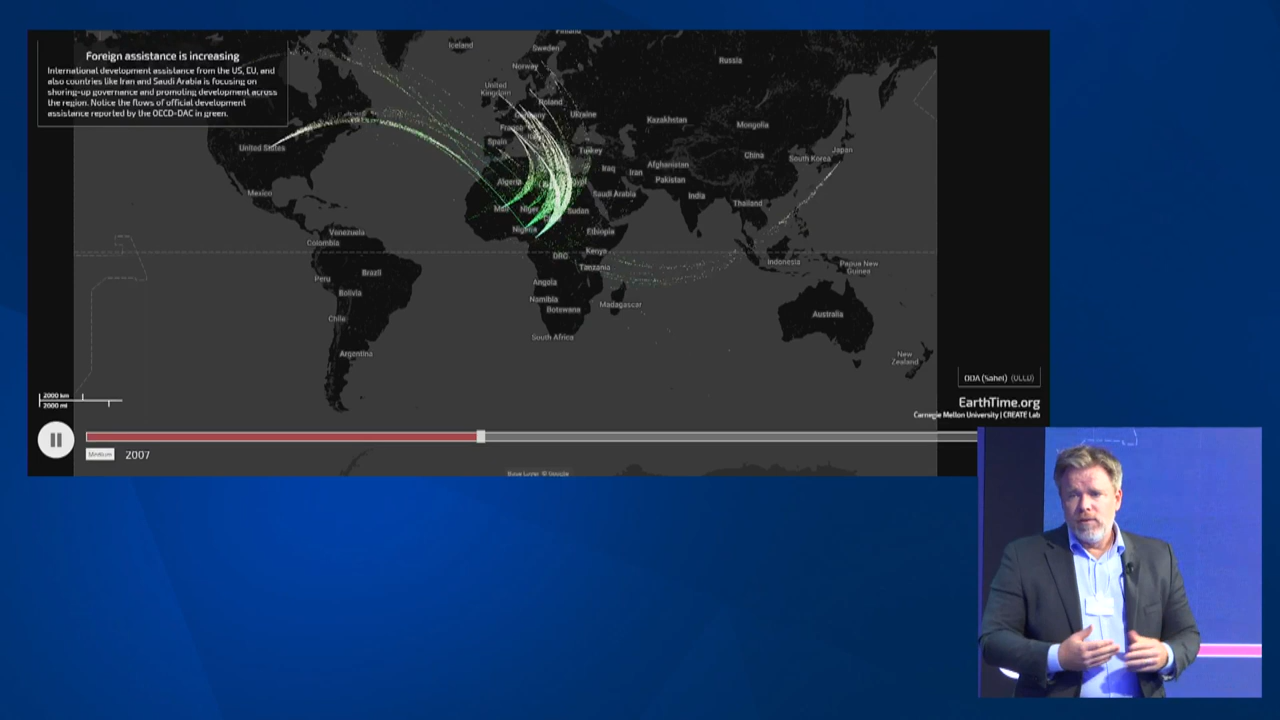 Foreign assistance is increasing
International development assistance from the US, EU, and
also countries like Iran and Saudi Arabia is focusing on
shoring-up governance and promoting development across
the region. Notice the flows of official development
assistance reported by the OECD-DAC in green.
Iceland
Finland
Sweden
Russia
Norway
United
Kingdom
Poland
Germany
Ukraine
Kazakhstan
Mongolia
France
Spain
Turkey
China
South Korea
Japan
United States
Iraq
Iran
Afghanistan
Pakistan
Algeria
Saudi Arabia
India
Mexico
Thailand
Mali
Niger
Sudan
Nigeria
Ethiopia
Venezuela
Colombia
Kenya
DRC
Indonesia
Papua New
Guinea
Tanzania
Peru
Brazil
Angola
Bolivia
Namibia
Botswana
Madagascar
Chile
Australia
South Africa
Argentina
New
Zealand
ODA (Sahel) (OECD)
2000 km
2000 mi
EarthTime.org
Carnegie Mellon University | CREATE Lab
Medium
2007